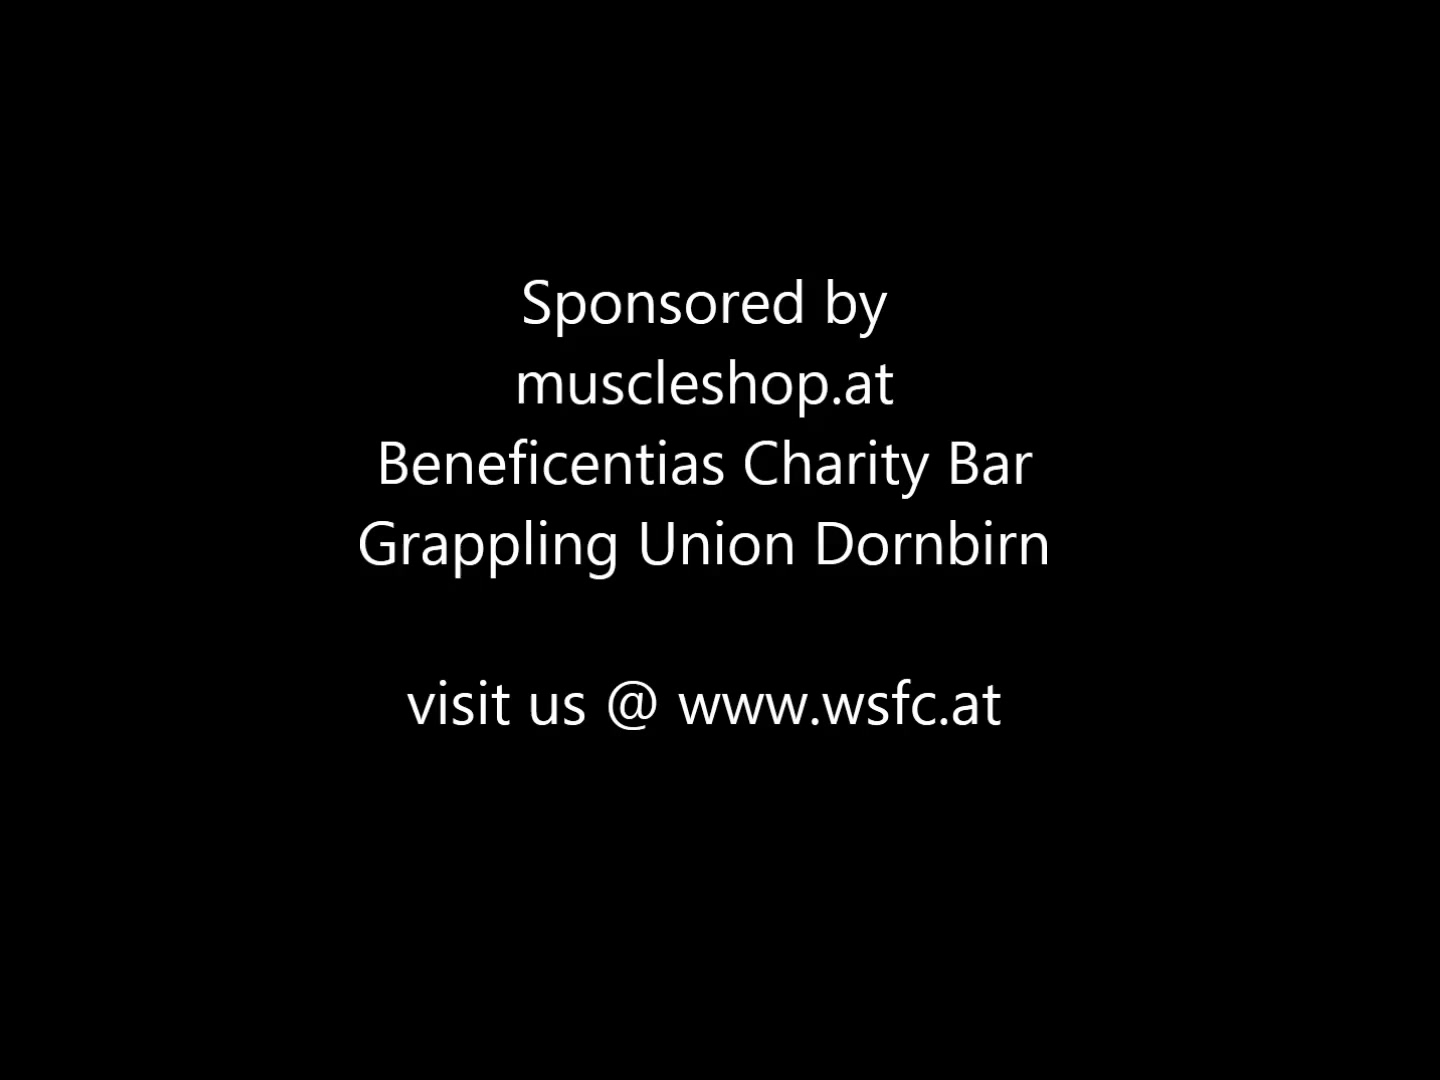 Sponsored by
muscleshop.at
Beneficentias Charity Bar
Grappling Union Dornbirn
visit us @ www.wsfc.at